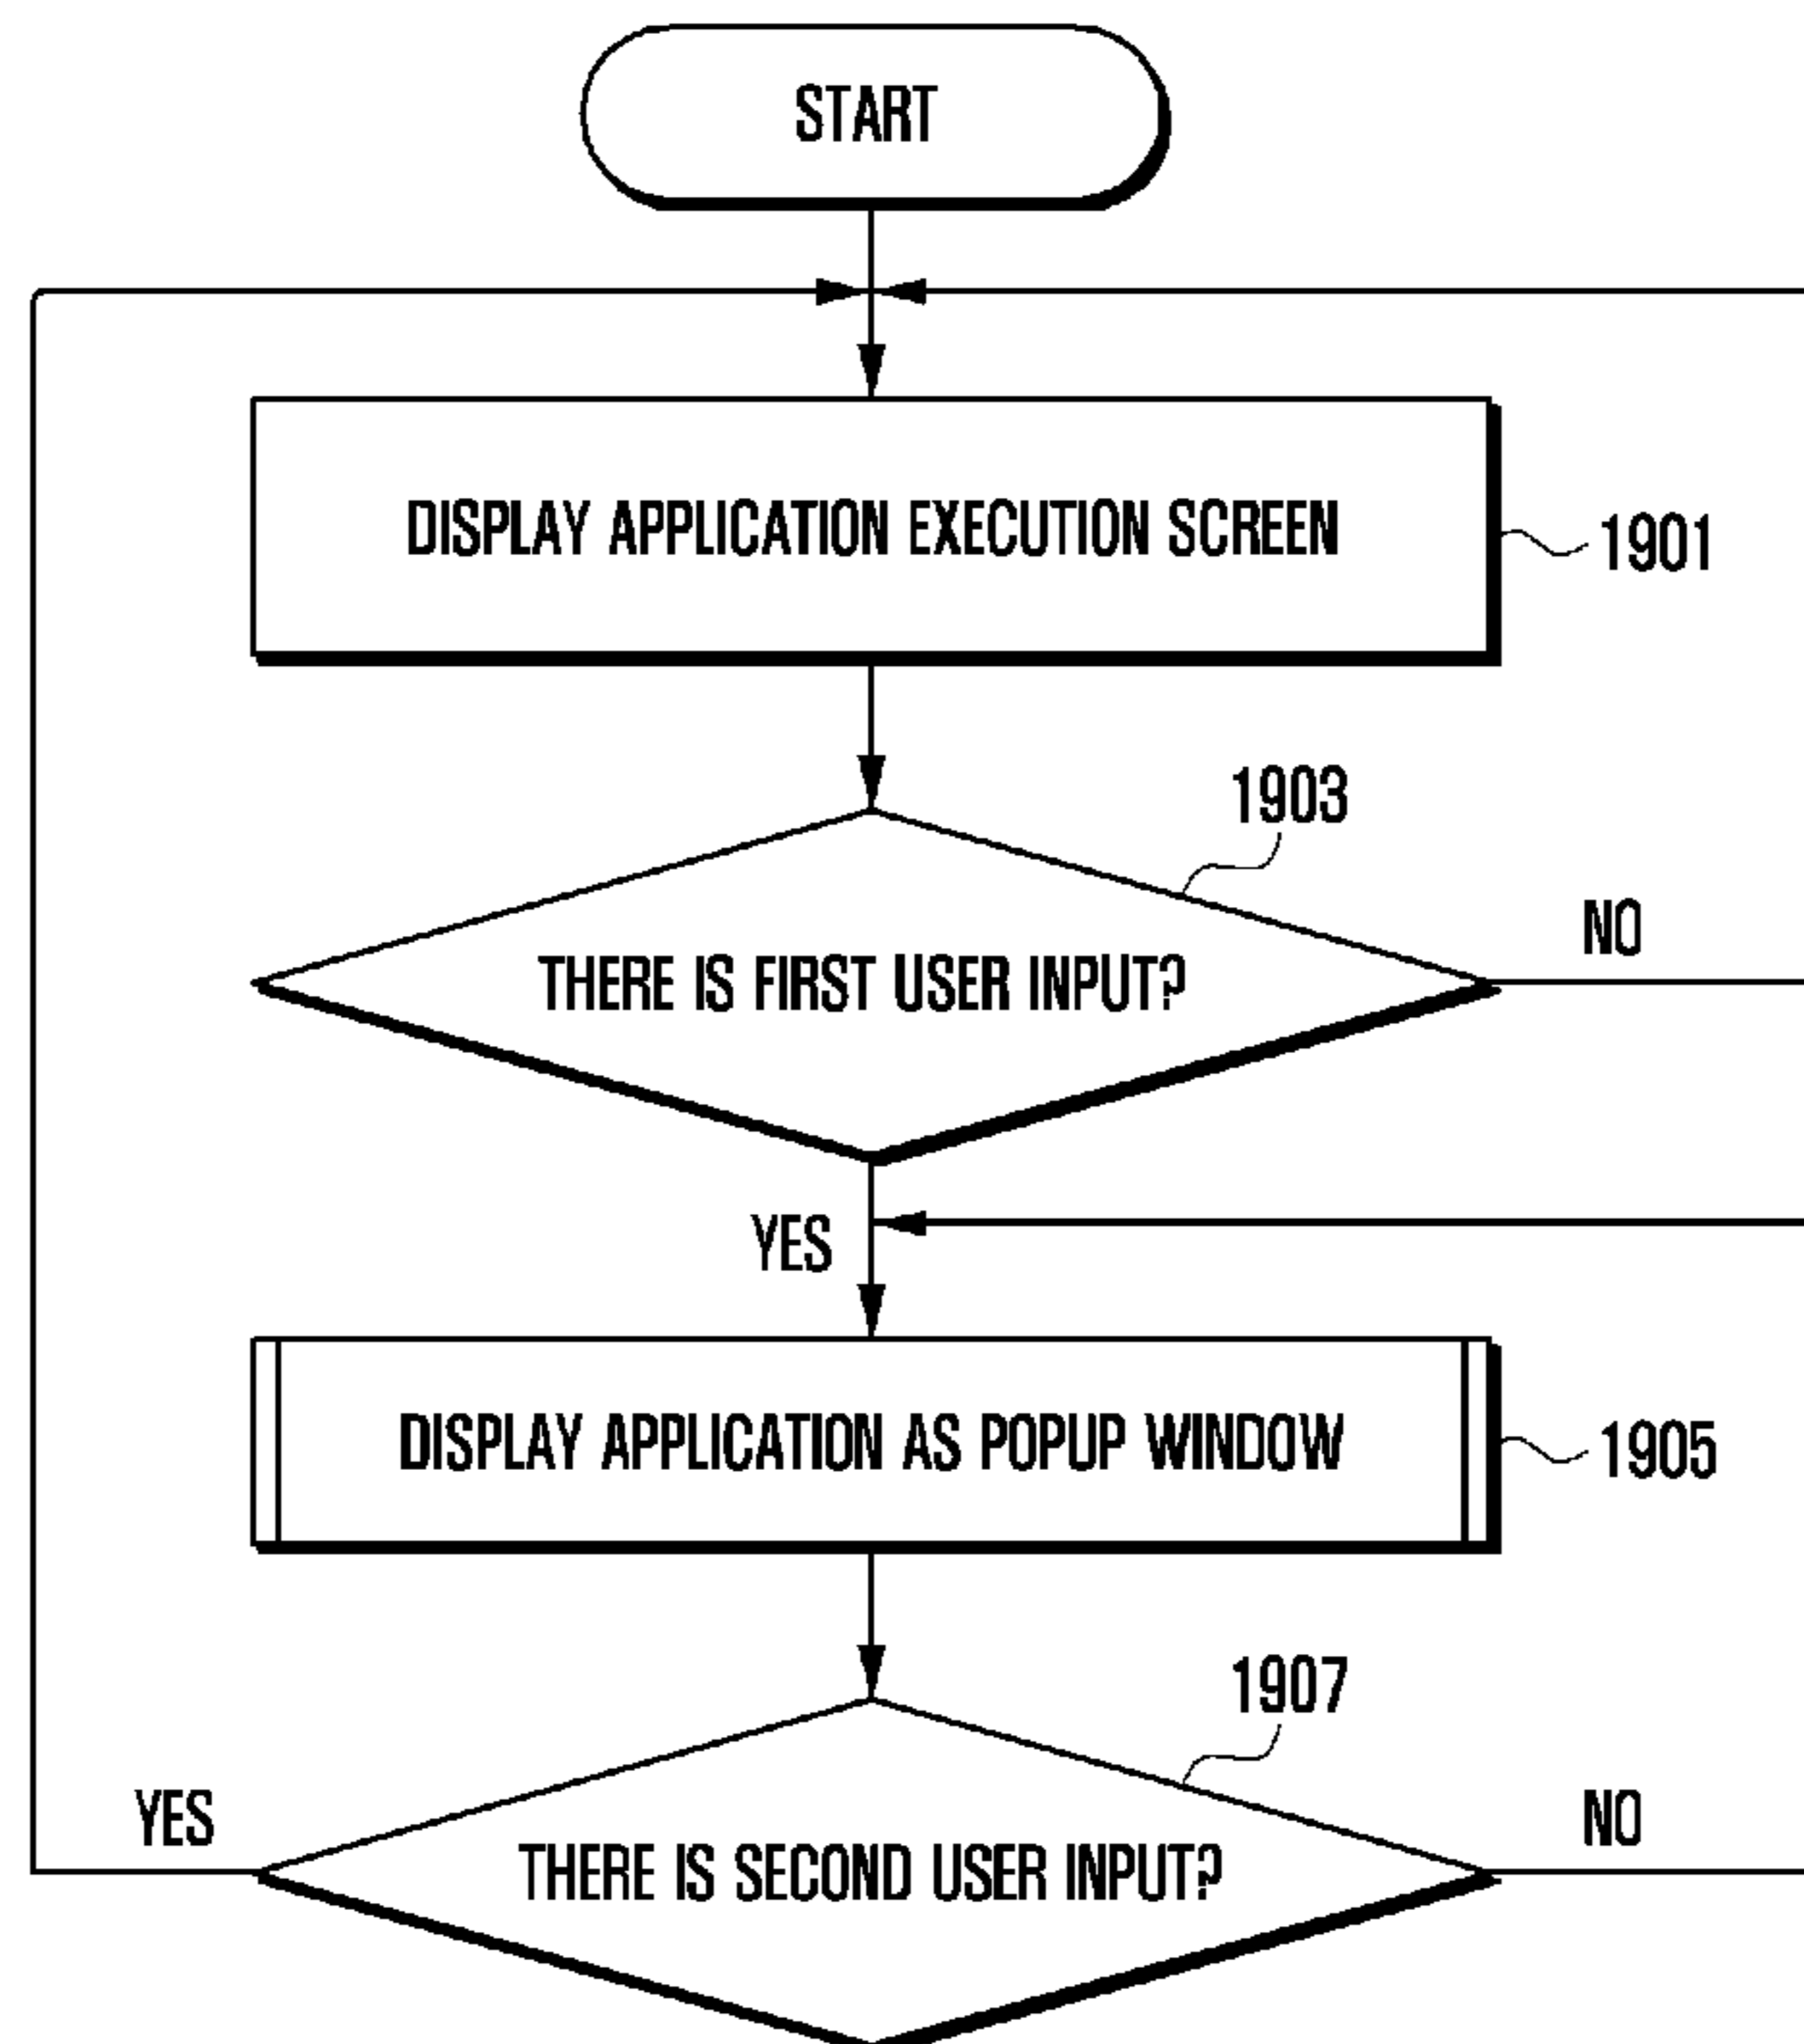 START
DISPLAY APPLICATION EXECUTION SCREEN
1901
1903
THERE IS FIRST USER INPUT?
NO
YES
DISPLAY APPLICATION AS POPUP WINDOW
1905
1907
YES
THERE IS SECOND USER INPUT?
NO